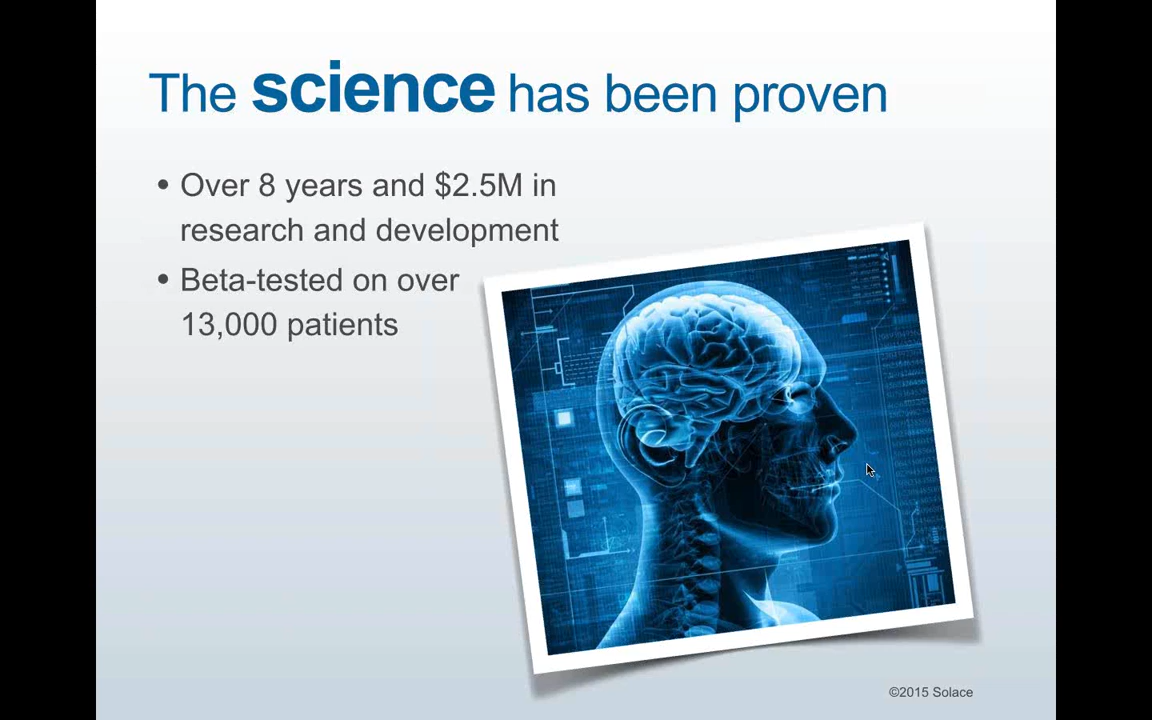 The science has been proven
• Over 8 years and $2.5M in
research and development
• Beta-tested on over
13,000 patients
©2015 Solace